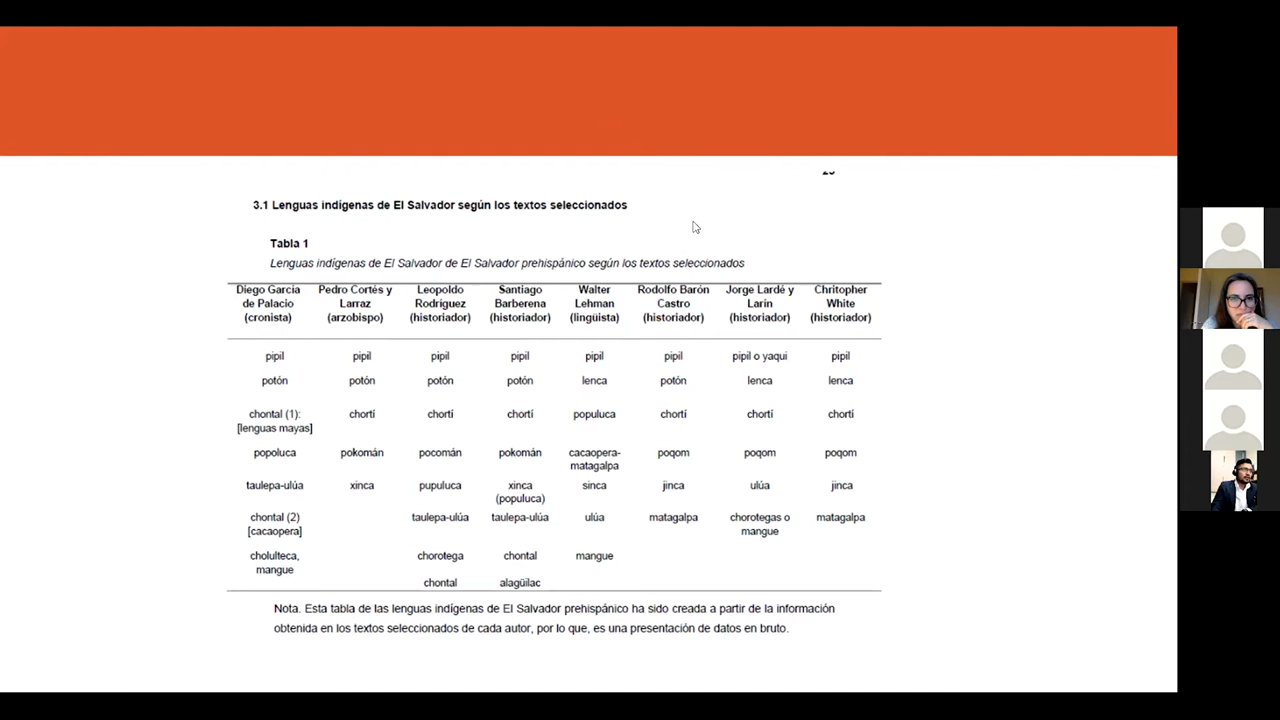 3.1 Lenguas indígenas de El Salvador según los textos seleccionados
Tabla 1
Lenguas indígenas de El Salvador de El Salvador prehispánico según los textos seleccionados
Diego García Pedro Cortés y Leopoldo Santiago Walter Rodolfo Barón Jorge Lardé y Chritopher
de Palacio Larraz Rodriguez Barberena Lehman Castro Larín White
(cronista) (arzobispo) (historiador) (historiador) (lingüista) (historiador) (historiador) (historiador)
pipil pipil pipil pipil pipil pipil pipil o yaqui pipil
potón potón potón potón lenca potón lenca lenca
chontal (1): chortí chortí chortí populuca chortí chortí chortí
[lenguas mayas]
popoluca pokomán pocomán pokomán cacaopera- poqom poqom poqom
matagalpa
taulepa-ulúa xinca pupuluca xinca sinca jinca ulúa jinca
(populuca)
chontal (2) taulepa-ulúa taulepa-ulúa ulúa matagalpa chorotegas o matagalpa
[cacaopera] mangue
cholulteca, chorotega chontal mangue
mangue
chontal alagüilac
Nota. Esta tabla de las lenguas indígenas de El Salvador prehispánico ha sido creada a partir de la información
obtenida en los textos seleccionados de cada autor, por lo que, es una presentación de datos en bruto.